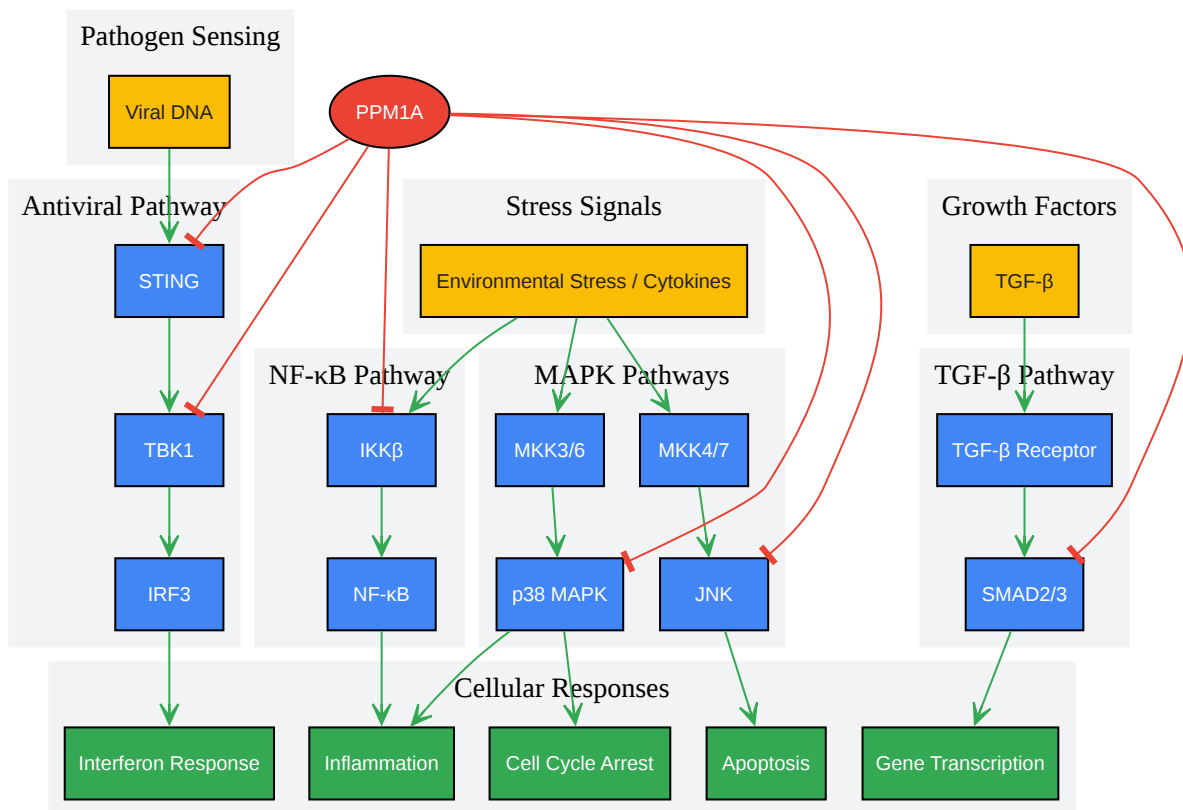 Pathogen Sensing
Viral DNA
PPM1A
Antiviral Pathway
Stress Signals
Growth Factors
STING
Environmental Stress / Cytokines
TGF-β
NF-κB Pathway
MAPK Pathways
TGF-β Pathway
TBK1
IKKβ
MKK3/6
MKK4/7
TGF-β Receptor
IRF3
NF-κB
p38 MAPK
JNK
SMAD2/3
Cellular Responses
Interferon Response
Inflammation
Cell Cycle Arrest
Apoptosis
Gene Transcription